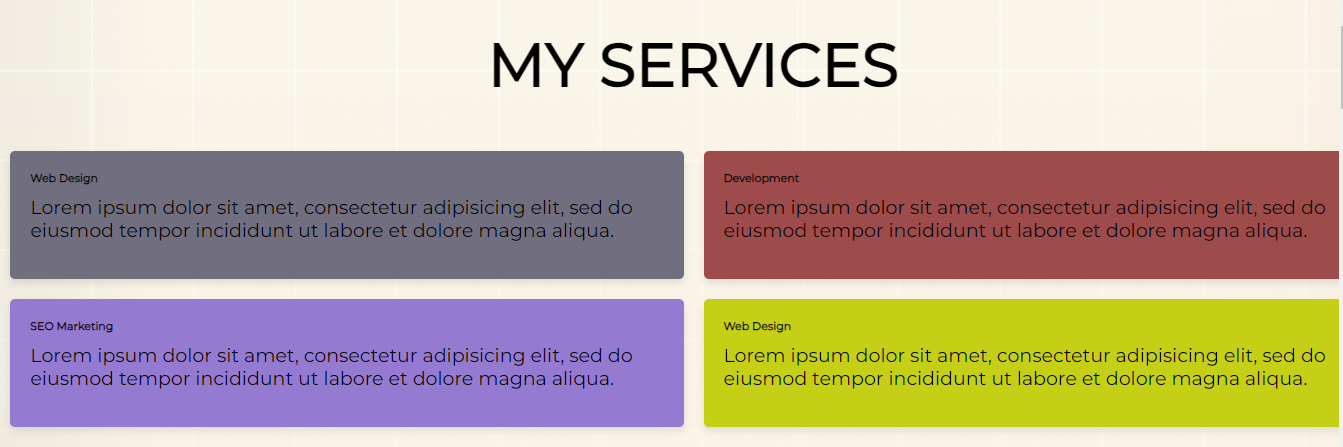 MY SERVICES
Web Design
Lorem ipsum dolor sit amet, consectetur adipisicing elit, sed do
eiusmod tempor incididunt ut labore et dolore magna aliqua.
Development
Lorem ipsum dolor sit amet, consectetur adipisicing elit, sed do
eiusmod tempor incididunt ut labore et dolore magna aliqua.
SEO Marketing
Lorem ipsum dolor sit amet, consectetur adipisicing elit, sed do
eiusmod tempor incididunt ut labore et dolore magna aliqua.
Web Design
Lorem ipsum dolor sit amet, consectetur adipisicing elit, sed do
eiusmod tempor incididunt ut labore et dolore magna aliqua.